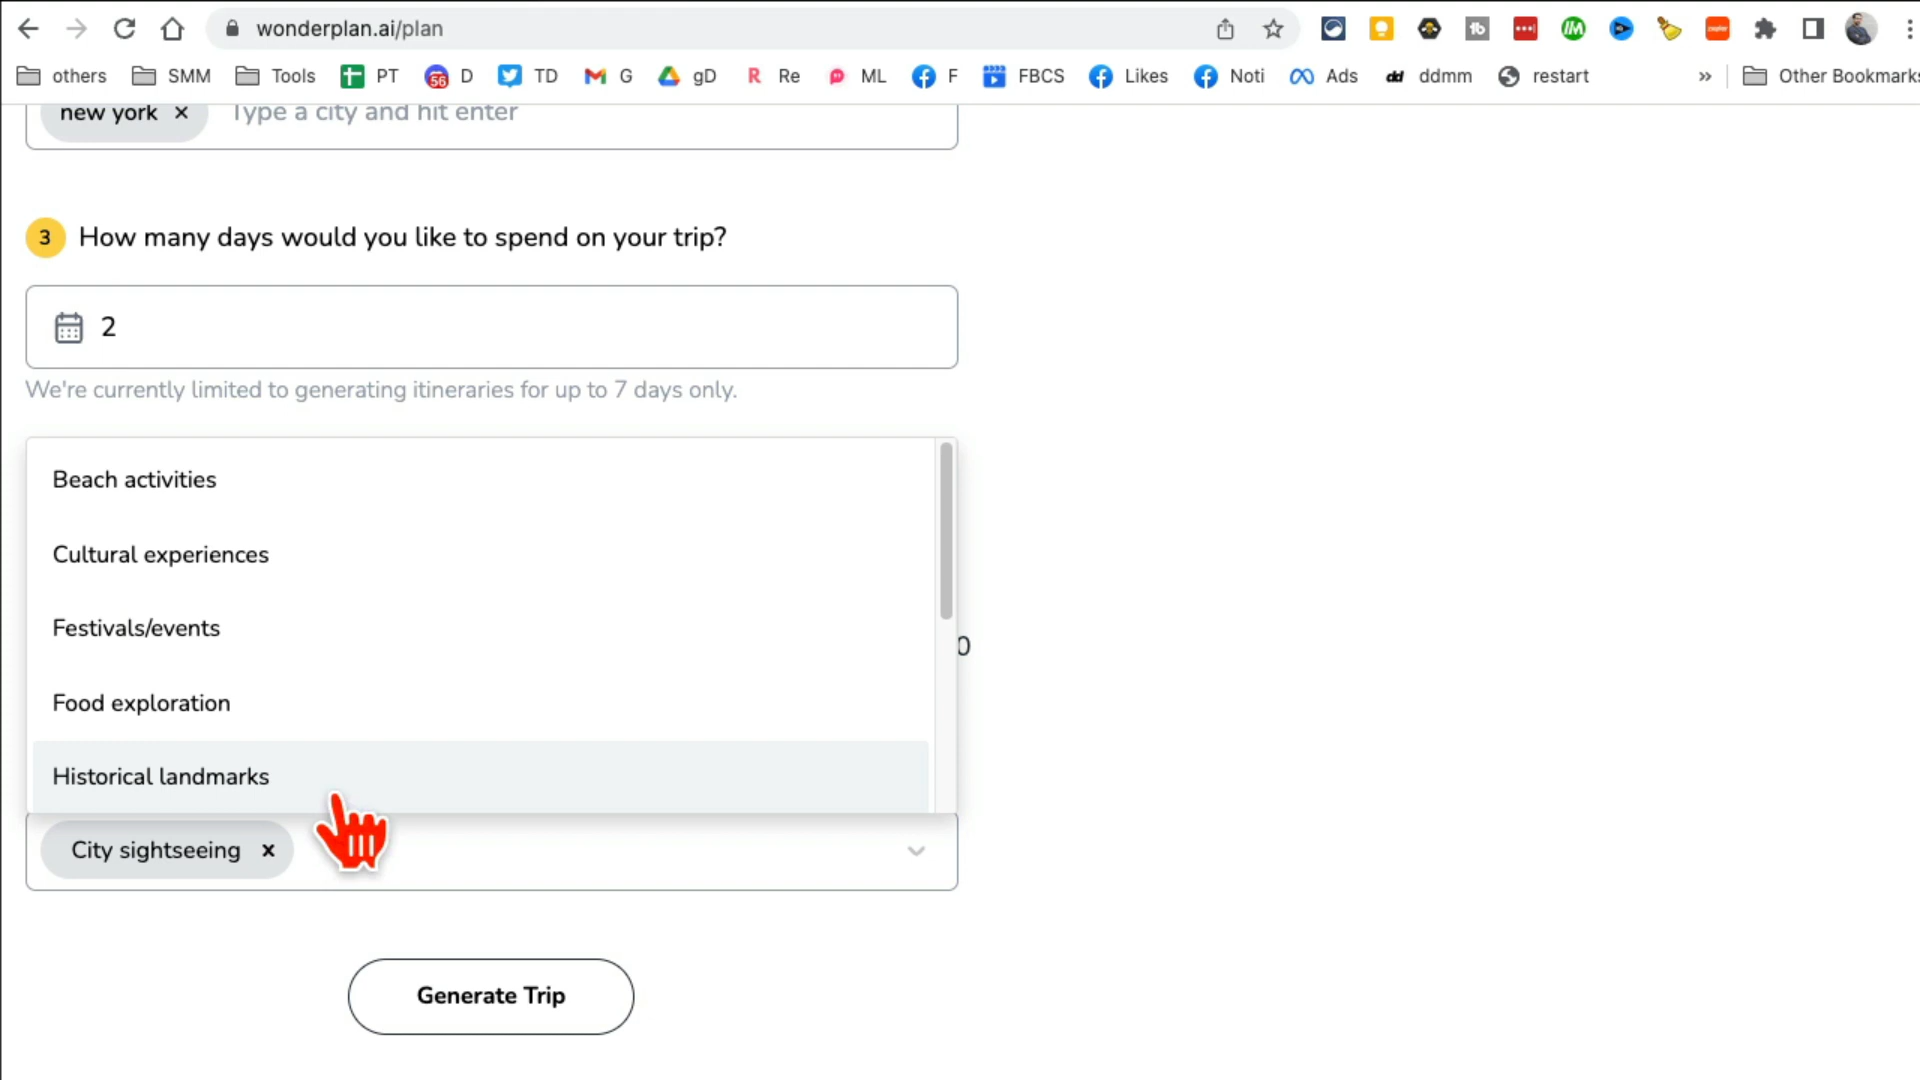 wonderplan.ai/plan
others SMM Tools PT D TD G gD Re ML F FBCS Likes Noti Ads ddmm restart » Other Bookmarks
new york × Type a city and hit enter
3 How many days would you like to spend on your trip?
2
We're currently limited to generating itineraries for up to 7 days only.
Beach activities
Cultural experiences
Festivals/events
0
Food exploration
Historical landmarks
City sightseeing ×
Generate Trip